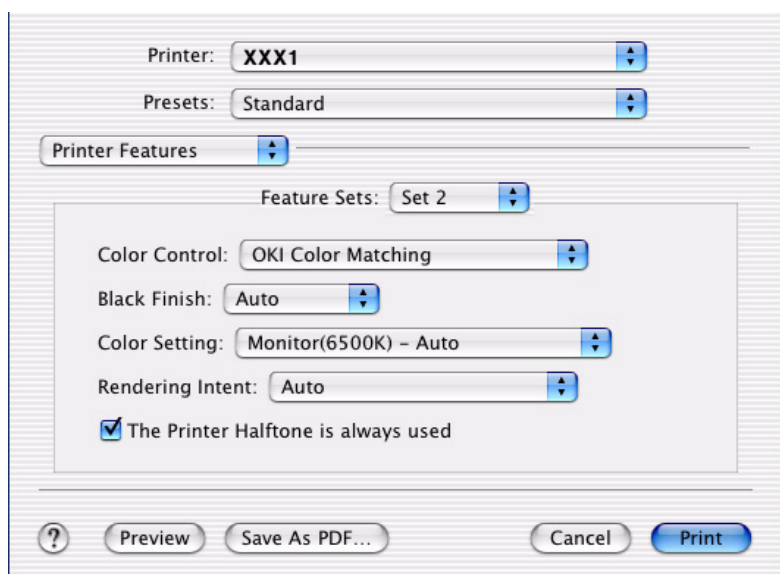 Printer: XXX1
Presets: Standard
Printer Features
Feature Sets: Set 2
Color Control: OKI Color Matching
Black Finish: Auto
Color Setting: Monitor(6500K) – Auto
Rendering Intent: Auto
The Printer Halftone is always used
? Preview Save As PDF... Cancel Print